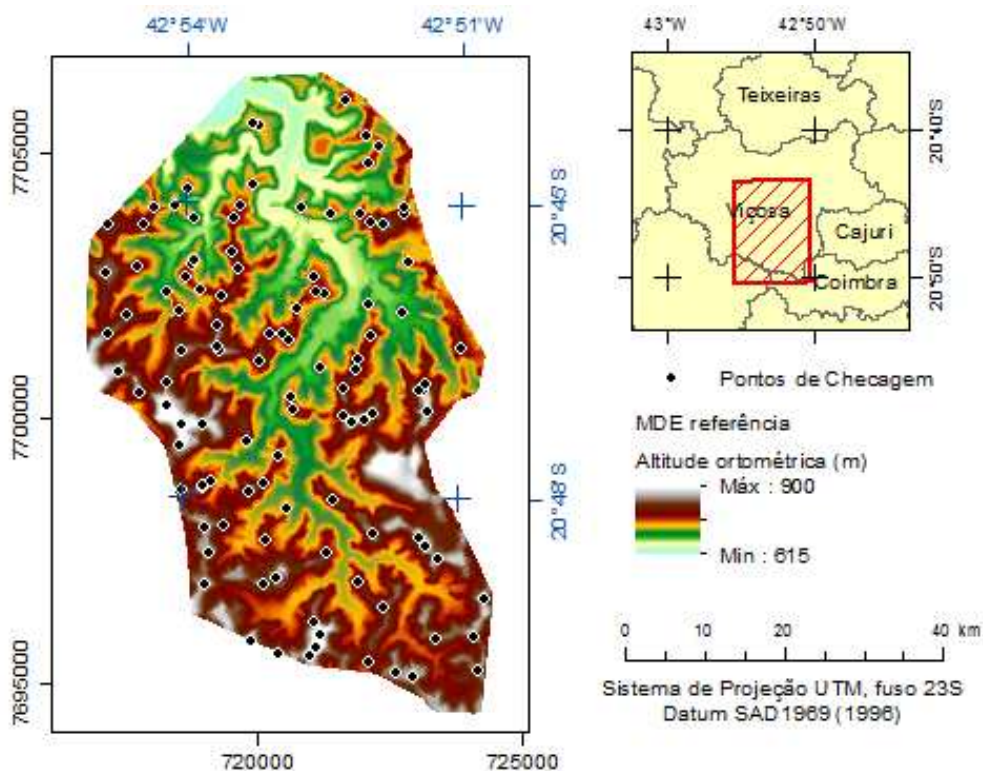 42°54'W
42°51'W
43°W
42°50'W
7705000
7700000
7695000
20°45'S
20°48'S
720000
725000
Teixeiras
Viçosa
Cajuri
Coimbra
20°40'S
20°50'S
Pontos de Checagem
MDE referência
Altitude ortométrica (m)
Máx : 900
Min : 615
0 10 20 40 km
Sistema de Projeção UTM, fuso 23S
Datum SAD1969 (1996)